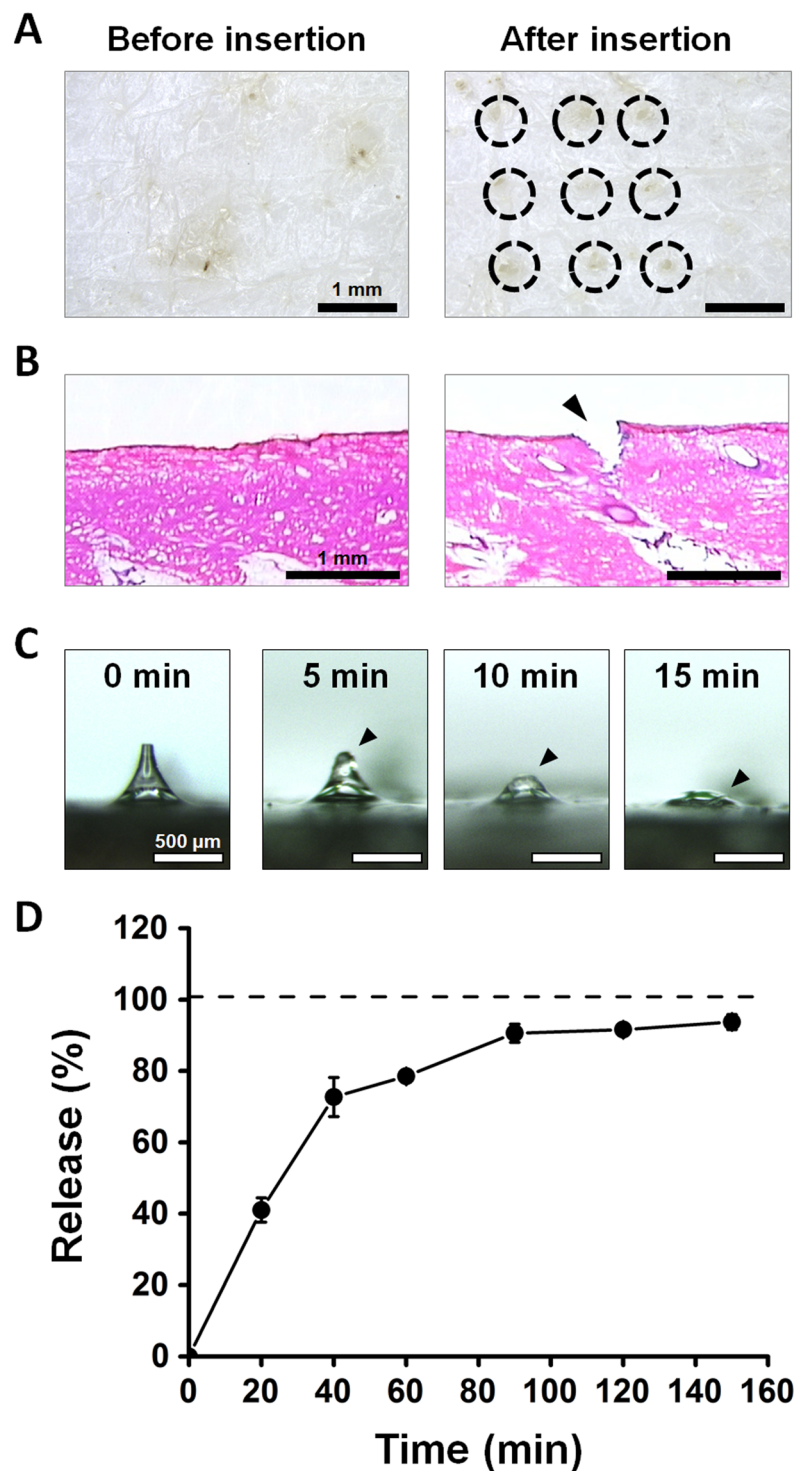 A
Before insertion
After insertion
1 mm
B
1 mm
C
0 min
5 min
10 min
15 min
500 µm
D
120
100
80
60
40
20
0
Release (%)
0 20 40 60 80 100 120 140 160
Time (min)